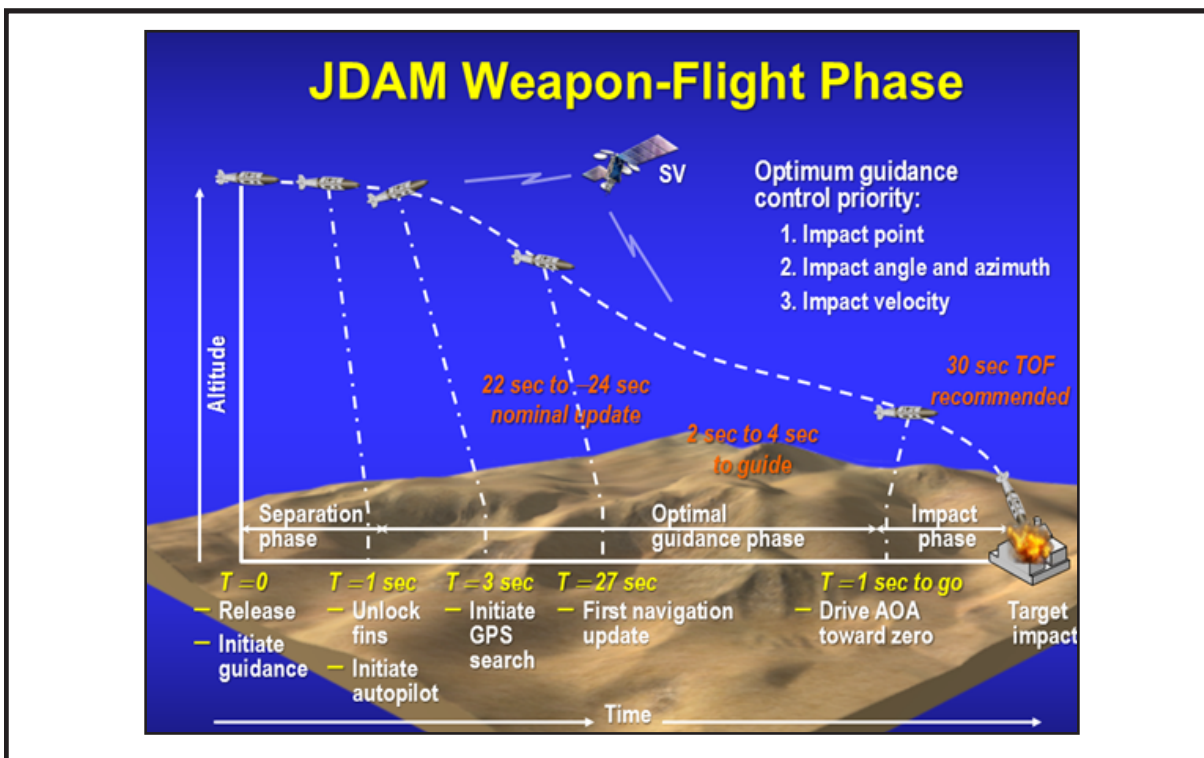 JDAM Weapon-Flight Phase
SV
Optimum guidance
control priority:
1. Impact point
2. Impact angle and azimuth
3. Impact velocity
Altitude
22 sec to –24 sec
nominal update
2 sec to 4 sec
to guide
30 sec TOF
recommended
Separation
phase
Optimal
guidance phase
Impact
phase
T = 0
– Release
– Initiate
guidance
T = 1 sec
– Unlock
fins
– Initiate
autopilot
T = 3 sec
– Initiate
GPS
search
T = 27 sec
– First navigation
update
T = 1 sec to go
– Drive AOA
toward zero
Target
impact
Time